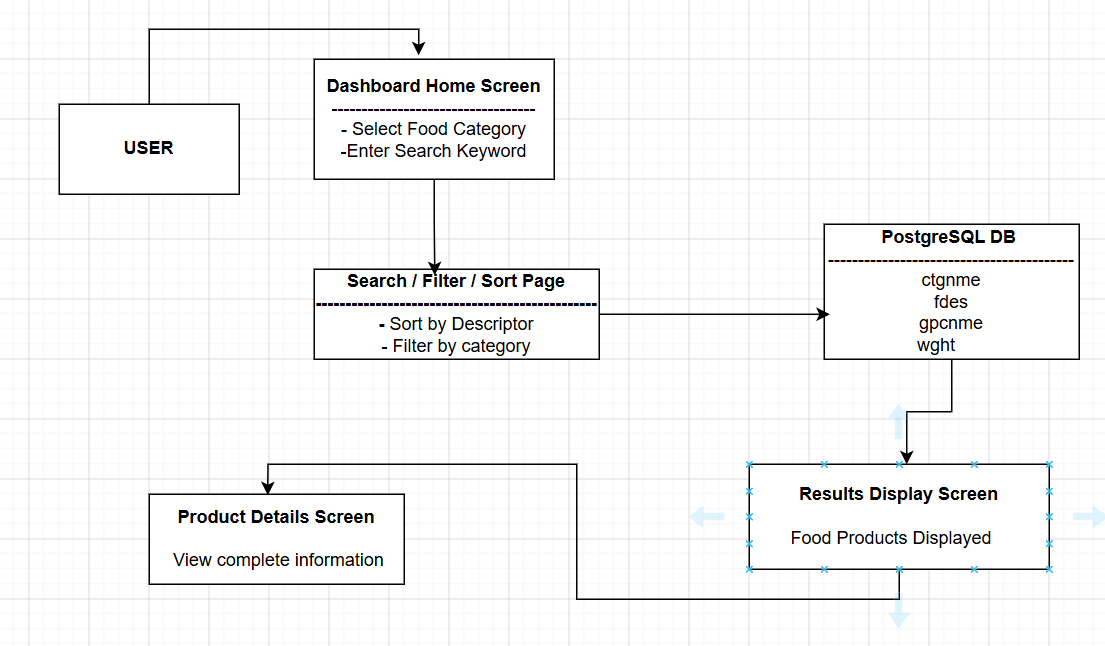 USER
Dashboard Home Screen
----------------------------------
- Select Food Category
-Enter Search Keyword
Search / Filter / Sort Page
-----------------------------------------------
- Sort by Descriptor
- Filter by category
PostgreSQL DB
-----------------------------------------
ctgnme
fdes
gpcnme
wght
Results Display Screen
Food Products Displayed
Product Details Screen
View complete information